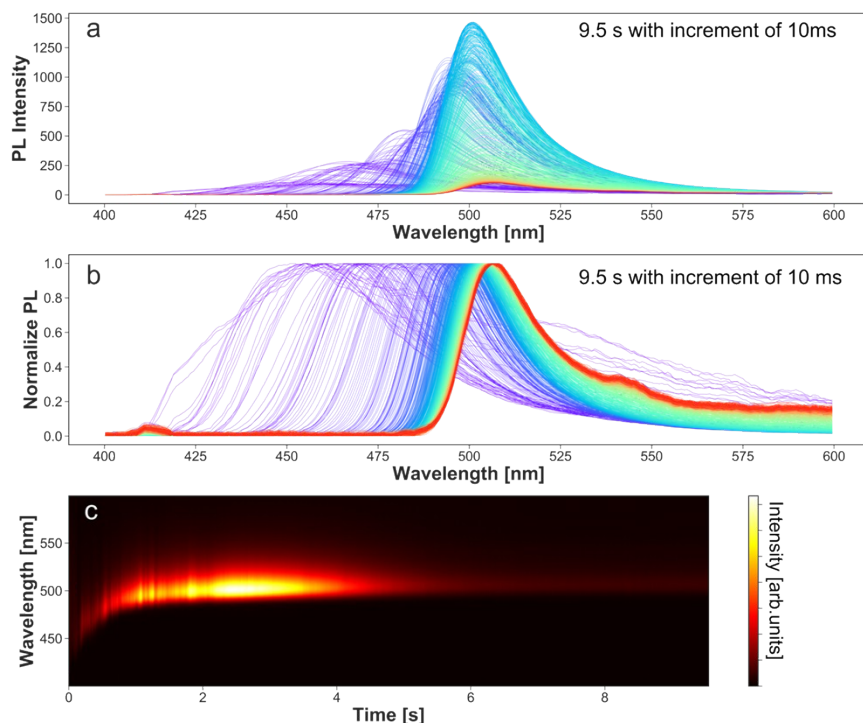 a
9.5 s with increment of 10ms
PL Intensity
1500
1250
1000
750
500
250
0
400 425 450 475 500 525 550 575 600
Wavelength [nm]
b
9.5 s with increment of 10 ms
Normalize PL
1.0
0.8
0.6
0.4
0.2
0.0
400 425 450 475 500 525 550 575 600
Wavelength [nm]
c
Wavelength [nm]
550
500
450
0 2 4 6 8
Time [s]
Intensity [arb.units]